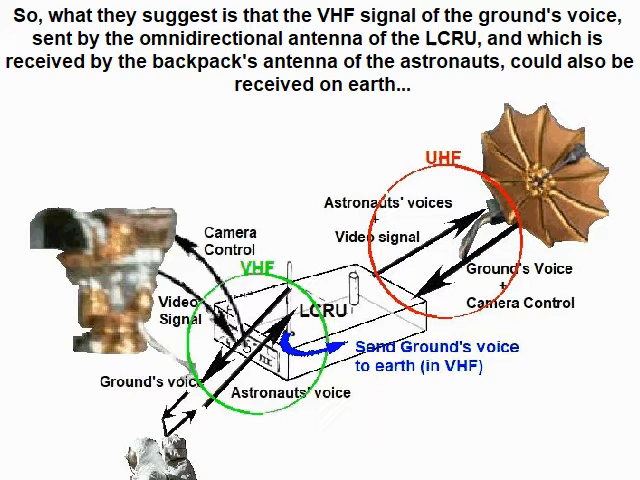 So, what they suggest is that the VHF signal of the ground's voice,
sent by the omnidirectional antenna of the LCRU, and which is
received by the backpack's antenna of the astronauts, could also be
received on earth...
UHF
Astronauts' voices
+
Video signal
Camera
Control
VHF
Ground's Voice
+
Camera Control
Video
Signal
LCRU
Send Ground's voice
to earth (in VHF)
Ground's voice
Astronauts' voice